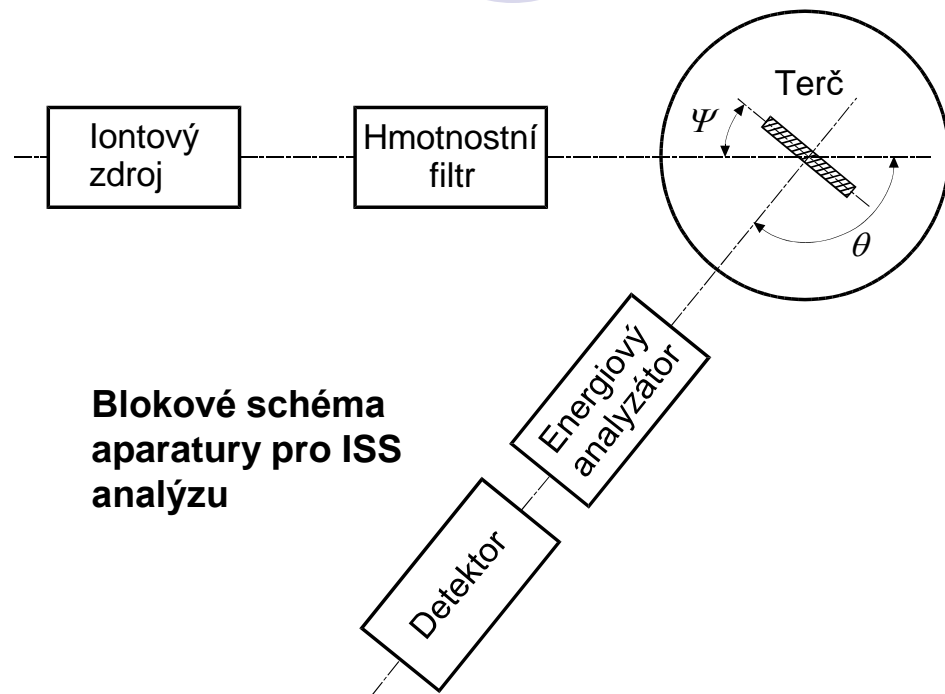 Iontový
zdroj
Hmotnostní
filtr
Terč
Ψ
θ
Energiový
analyzátor
Detektor
Blokové schéma
aparatury pro ISS
analýzu